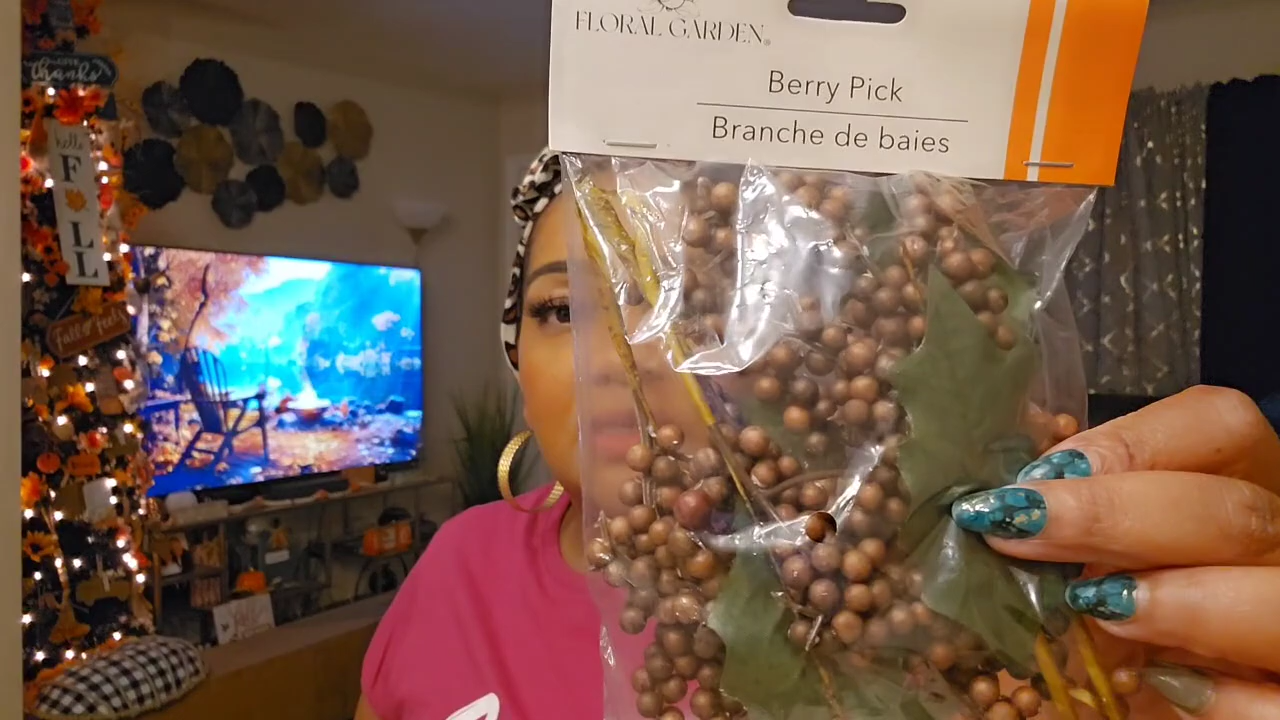 FLORAL GARDEN®
Berry Pick
Branche de baies
thanks
hello
FALL